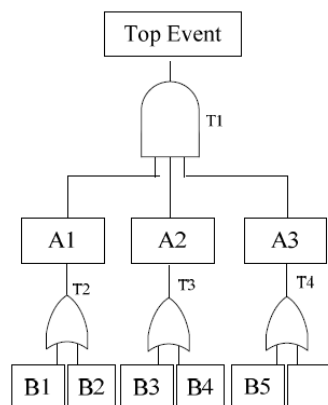 Top Event
T1
A1 A2 A3
T2 T3 T4
B1 B2 B3 B4 B5